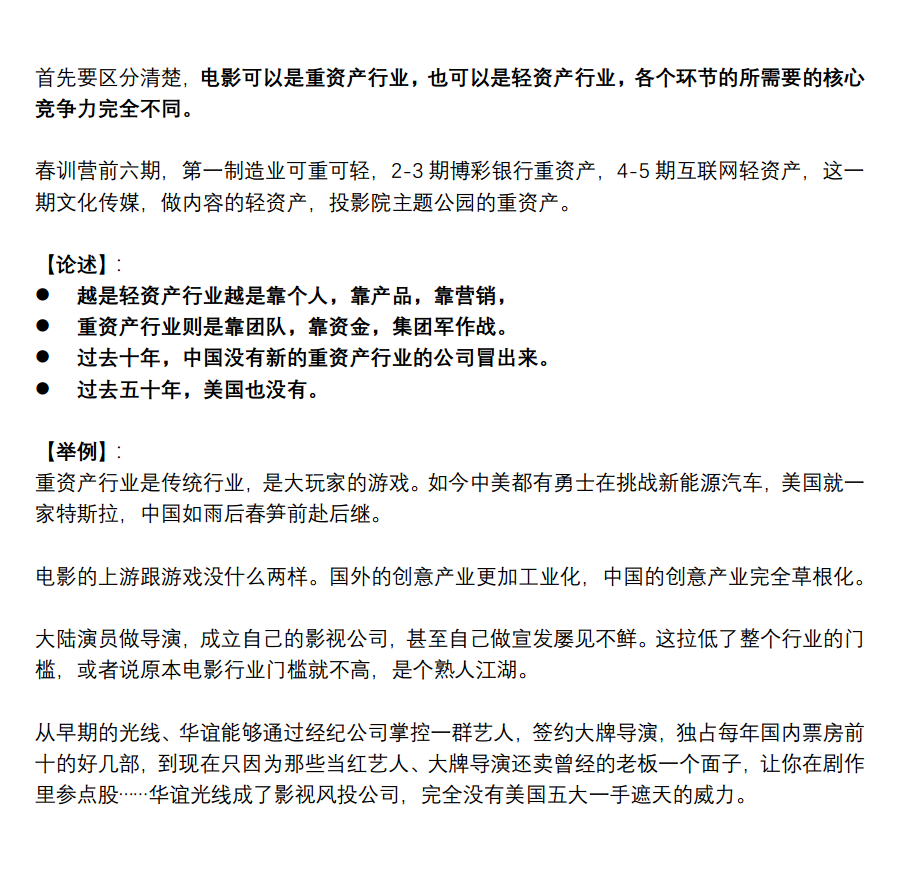 首先要区分清楚，电影可以是重资产行业，也可以是轻资产行业，各个环节的所需要的核心
竞争力完全不同。
春训营前六期，第一制造业可重可轻，2-3 期博彩银行重资产，4-5 期互联网轻资产，这一
期文化传媒，做内容的轻资产，投影院主题公园的重资产。
【论述】:
● 越是轻资产行业越是靠个人，靠产品，靠营销，
● 重资产行业则是靠团队，靠资金，集团军作战。
● 过去十年，中国没有新的重资产行业的公司冒出来。
● 过去五十年，美国也没有。
【举例】:
重资产行业是传统行业，是大玩家的游戏。如今中美都有勇士在挑战新能源汽车，美国就一
家特斯拉，中国如雨后春笋前赴后继。
电影的上游跟游戏没什么两样。国外的创意产业更加工业化，中国的创意产业完全草根化。
大陆演员做导演，成立自己的影视公司，甚至自己做宣发屡见不鲜。这拉低了整个行业的门
槛，或者说原本电影行业门槛就不高，是个熟人江湖。
从早期的光线、华谊能够通过经纪公司掌控一群艺人，签约大牌导演，独占每年国内票房前
十的好几部，到现在只因为那些当红艺人、大牌导演还卖曾经的老板一个面子，让你在剧作
里参点股……华谊光线成了影视风投公司，完全没有美国五大一手遮天的威力。